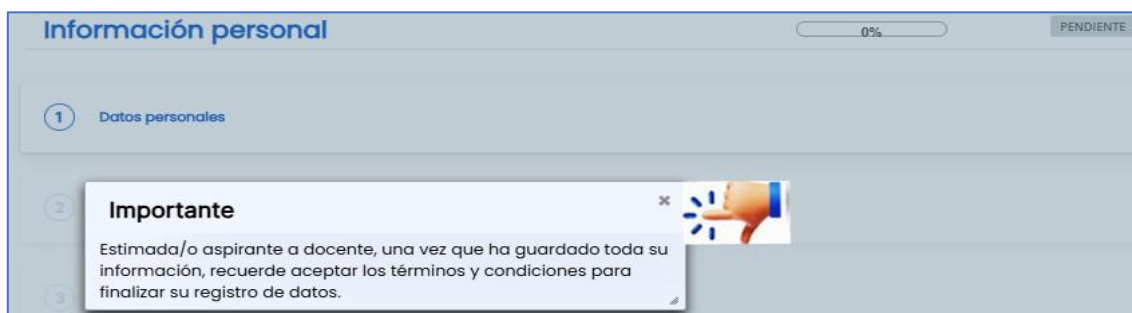 Información personal
0%
PENDIENTE
1
Datos personales
2
Importante
×
Estimada/o aspirante a docente, una vez que ha guardado toda su
información, recuerde aceptar los términos y condiciones para
finalizar su registro de datos.
3